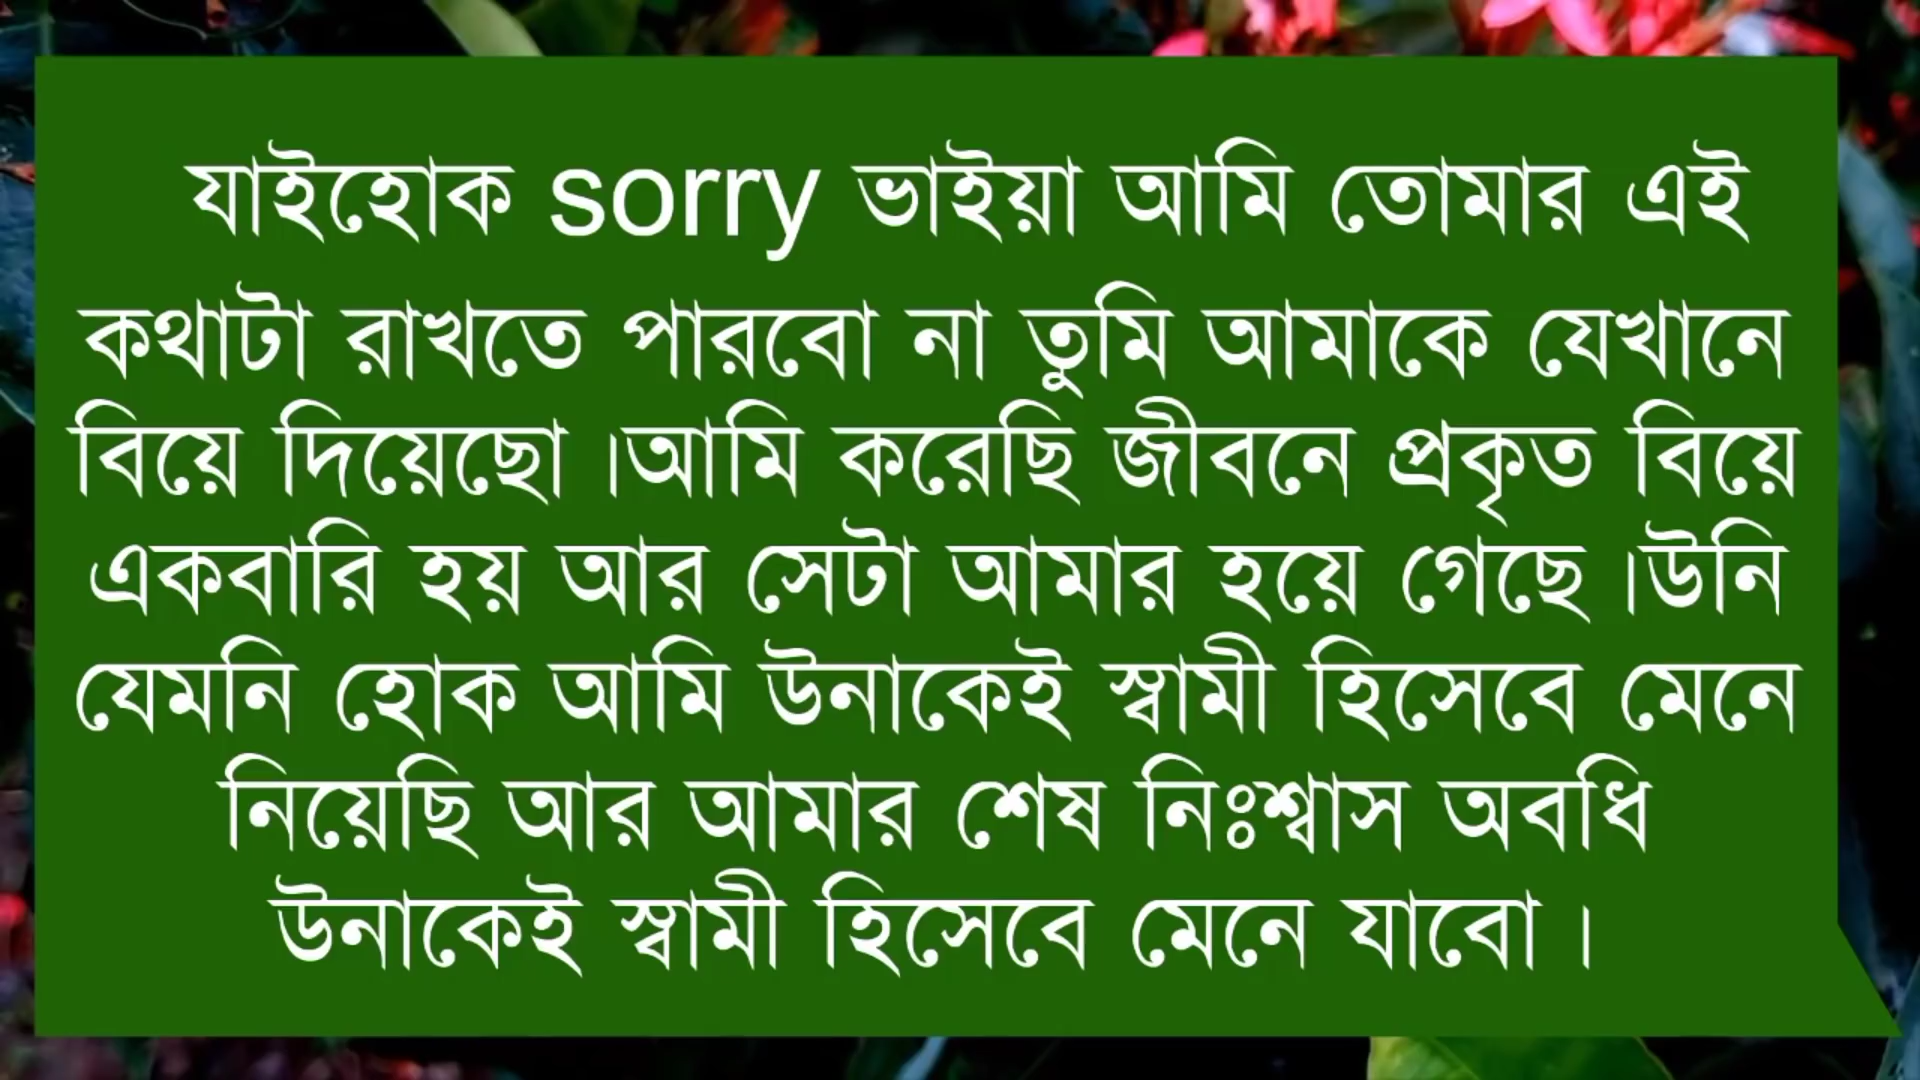 যাইহোক sorry ভাইয়া আমি তোমার এই
কথাটা রাখতে পারবো না তুমি আমাকে যেখানে
বিয়ে দিয়েছো ।আমি করেছি জীবনে প্রকৃত বিয়ে
একবারি হয় আর সেটা আমার হয়ে গেছে ।উনি
যেমনি হোক আমি উনাকেই স্বামী হিসেবে মেনে
নিয়েছি আর আমার শেষ নিঃশ্বাস অবধি
উনাকেই স্বামী হিসেবে মেনে যাবো ।